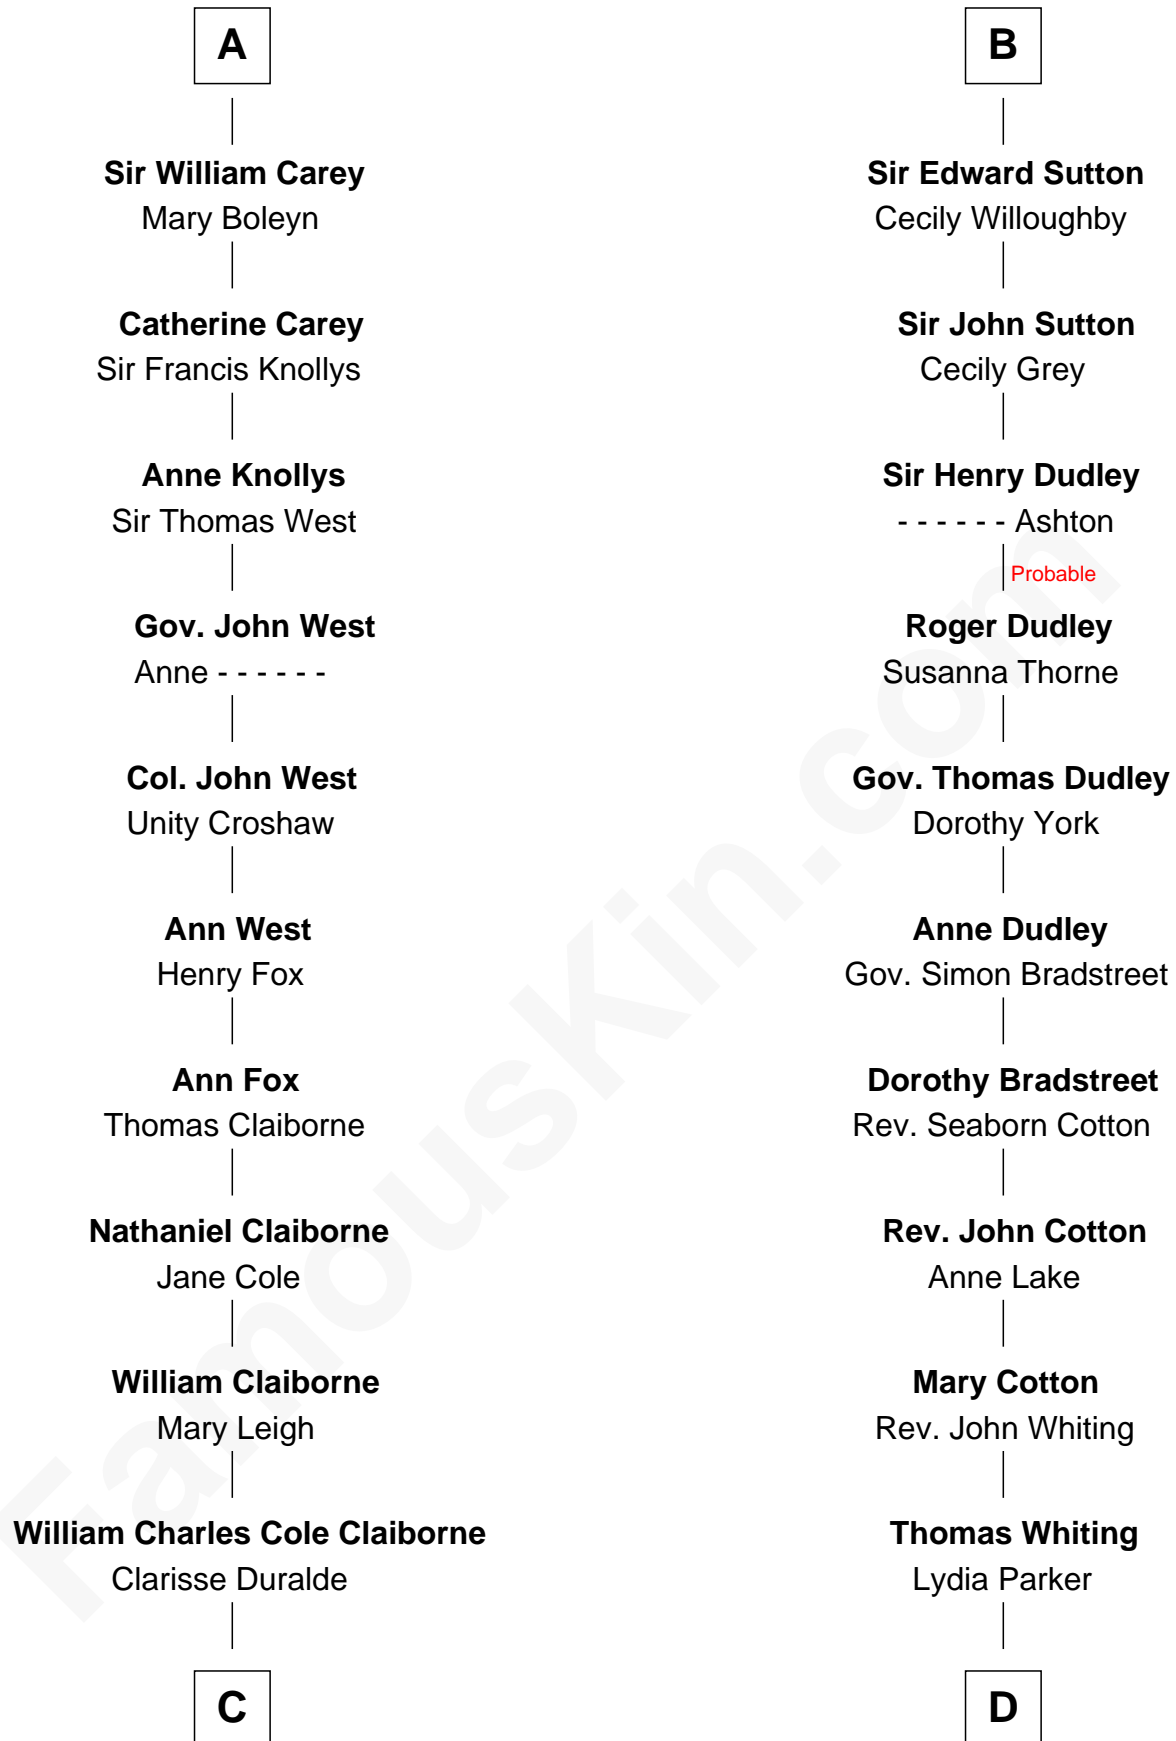 A
Sir William Carey
Mary Boleyn
Catherine Carey
Sir Francis Knollys
Anne Knollys
Sir Thomas West
Gov. John West
Anne - - - - - -
Col. John West
Unity Croshaw
Ann West
Henry Fox
Ann Fox
Thomas Claiborne
Nathaniel Claiborne
Jane Cole
William Claiborne
Mary Leigh
William Charles Cole Claiborne
Clarisse Duralde
C
B
Sir Edward Sutton
Cecily Willoughby
Sir John Sutton
Cecily Grey
Sir Henry Dudley
- - - - - - Ashton
Probable
Roger Dudley
Susanna Thorne
Gov. Thomas Dudley
Dorothy York
Anne Dudley
Gov. Simon Bradstreet
Dorothy Bradstreet
Rev. Seaborn Cotton
Rev. John Cotton
Anne Lake
Mary Cotton
Rev. John Whiting
Thomas Whiting
Lydia Parker
D
FamousKin.com